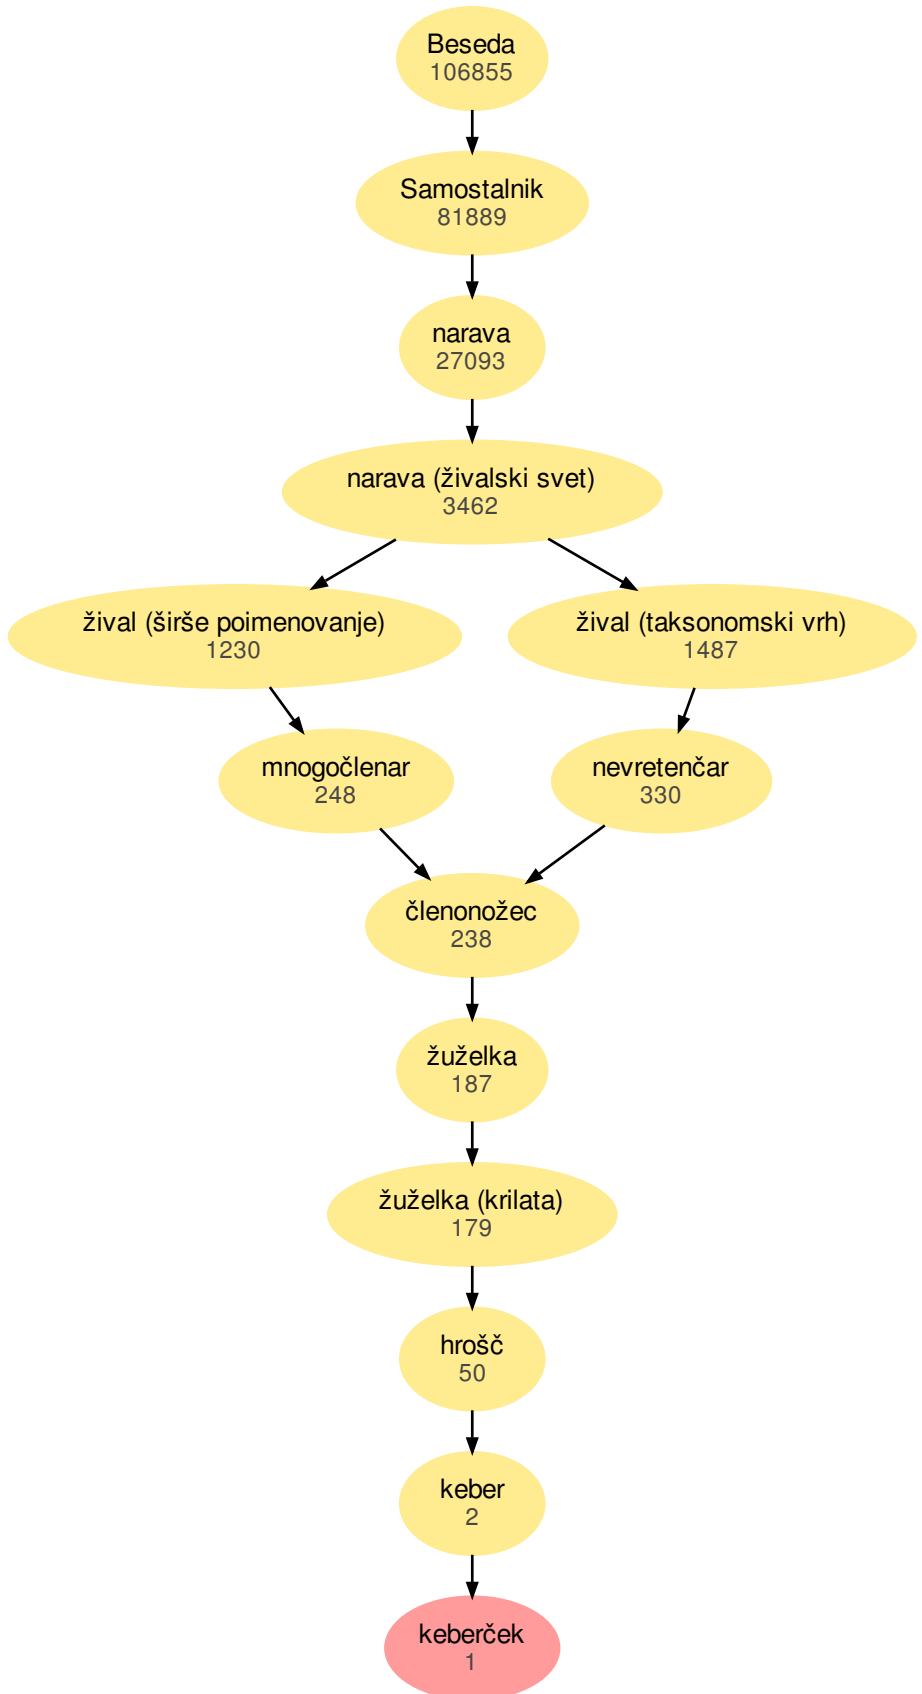 Beseda
106855
Samostalnik
81889
narava
27093
narava (živalski svet)
3462
žival (širše poimenovanje)
1230
žival (taksonomski vrh)
1487
mnogočlenar
248
nevretenčar
330
členonožec
238
žuželka
187
žuželka (krilata)
179
hrošč
50
keber
2
keberček
1